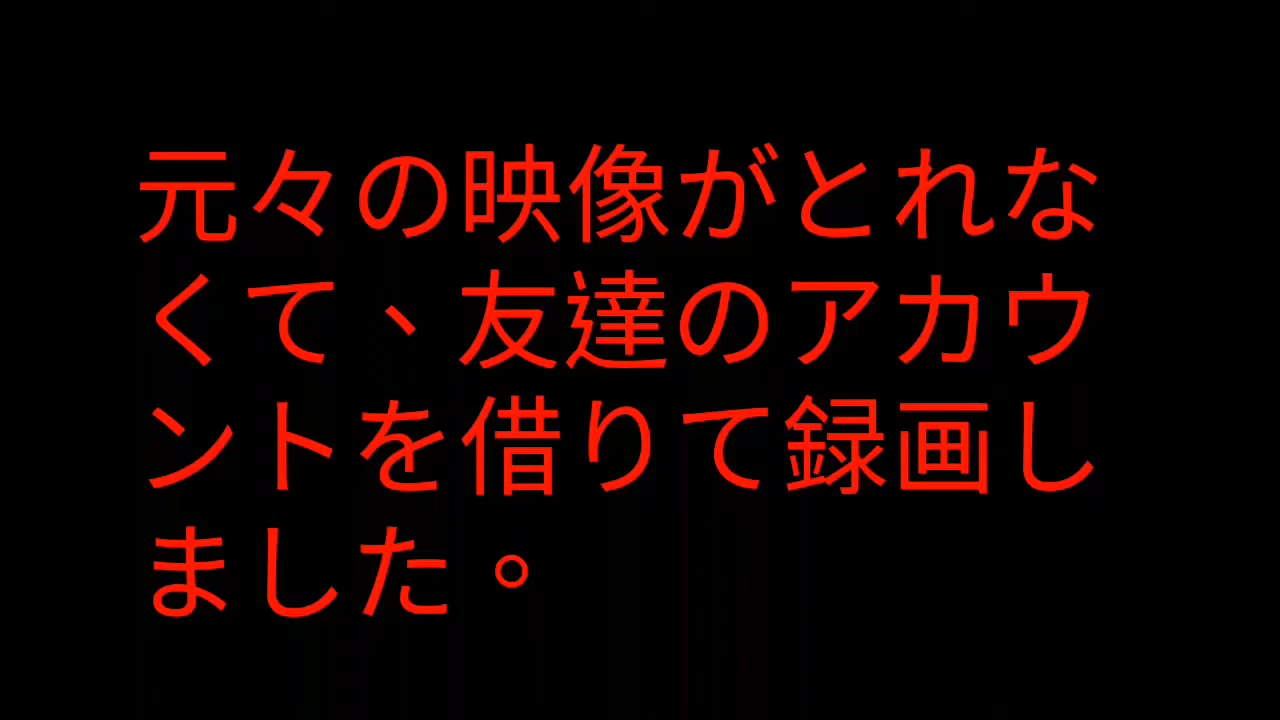 元々の映像がとれな
くて、友達のアカウ
ントを借りて録画し
ました。